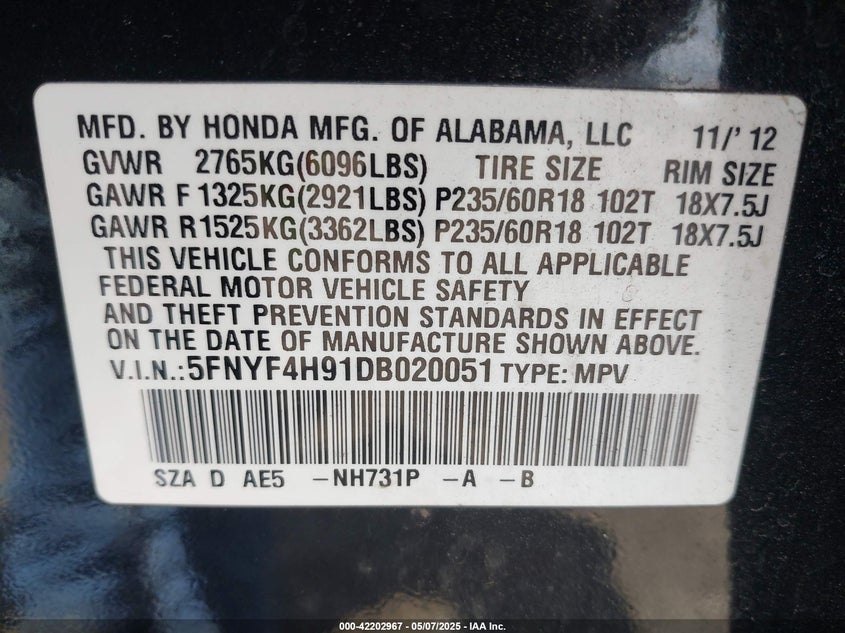 MFD. BY HONDA MFG. OF ALABAMA, LLC 11/' 12
GVWR 2765KG(6096LBS) TIRE SIZE RIM SIZE
GAWR F 1325KG(2921LBS) P235/60R18 102T 18X7.5J
GAWR R1525KG(3362LBS) P235/60R18 102T 18X7.5J
THIS VEHICLE CONFORMS TO ALL APPLICABLE
FEDERAL MOTOR VEHICLE SAFETY
AND THEFT PREVENTION STANDARDS IN EFFECT
ON THE DATE OF MANUFACTURE SHOWN ABOVE.
V.I.N.:5FNYF4H91DB020051 TYPE: MPV
SZA D AE5 -NH731P -A -B
000-42202967 - 05/07/2025 - IAA Inc.